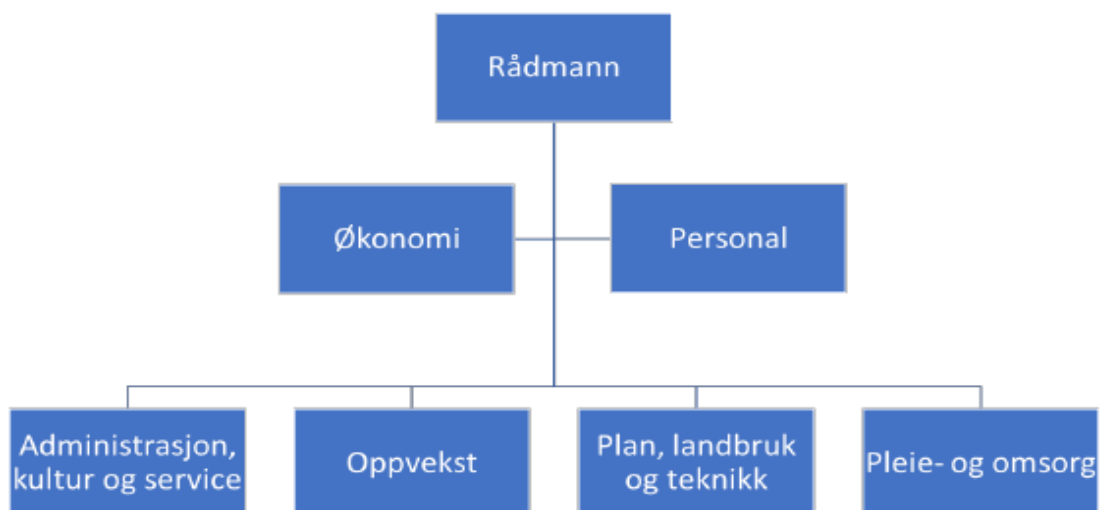 Rådmann
Økonomi
Personal
Administrasjon,
kultur og service
Oppvekst
Plan, landbruk
og teknikk
Pleie- og omsorg